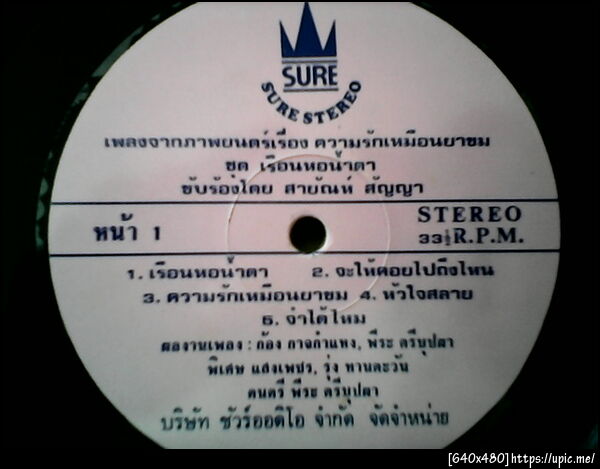 SURE
SURE STEREO
เพลงจากภาพยนตร์เรื่อง ความรักเหมือนยาขม
ชุด เรือนหอน้ำตา
ขับร้องโดย สายัณห์ สัญญา
หน้า 1
STEREO
33⅓ R.P.M.
1. เรือนหอน้ำตา 2. จะให้คอยไปถึงไหน
3. ความรักเหมือนยาขม 4. หัวใจสลาย
5. จำได้ไหม
ผลงานเพลง : ก้อง กาจกำแหง, พีระ ตรีบุปผา
พิเศษ แสงเพชร, รุ่ง ทานตะวัน
ดนตรี พีระ ตรีบุปผา
บริษัท ชัวร์ออดิโอ จำกัด จัดจำหน่าย
[640x480]https://upic.me/